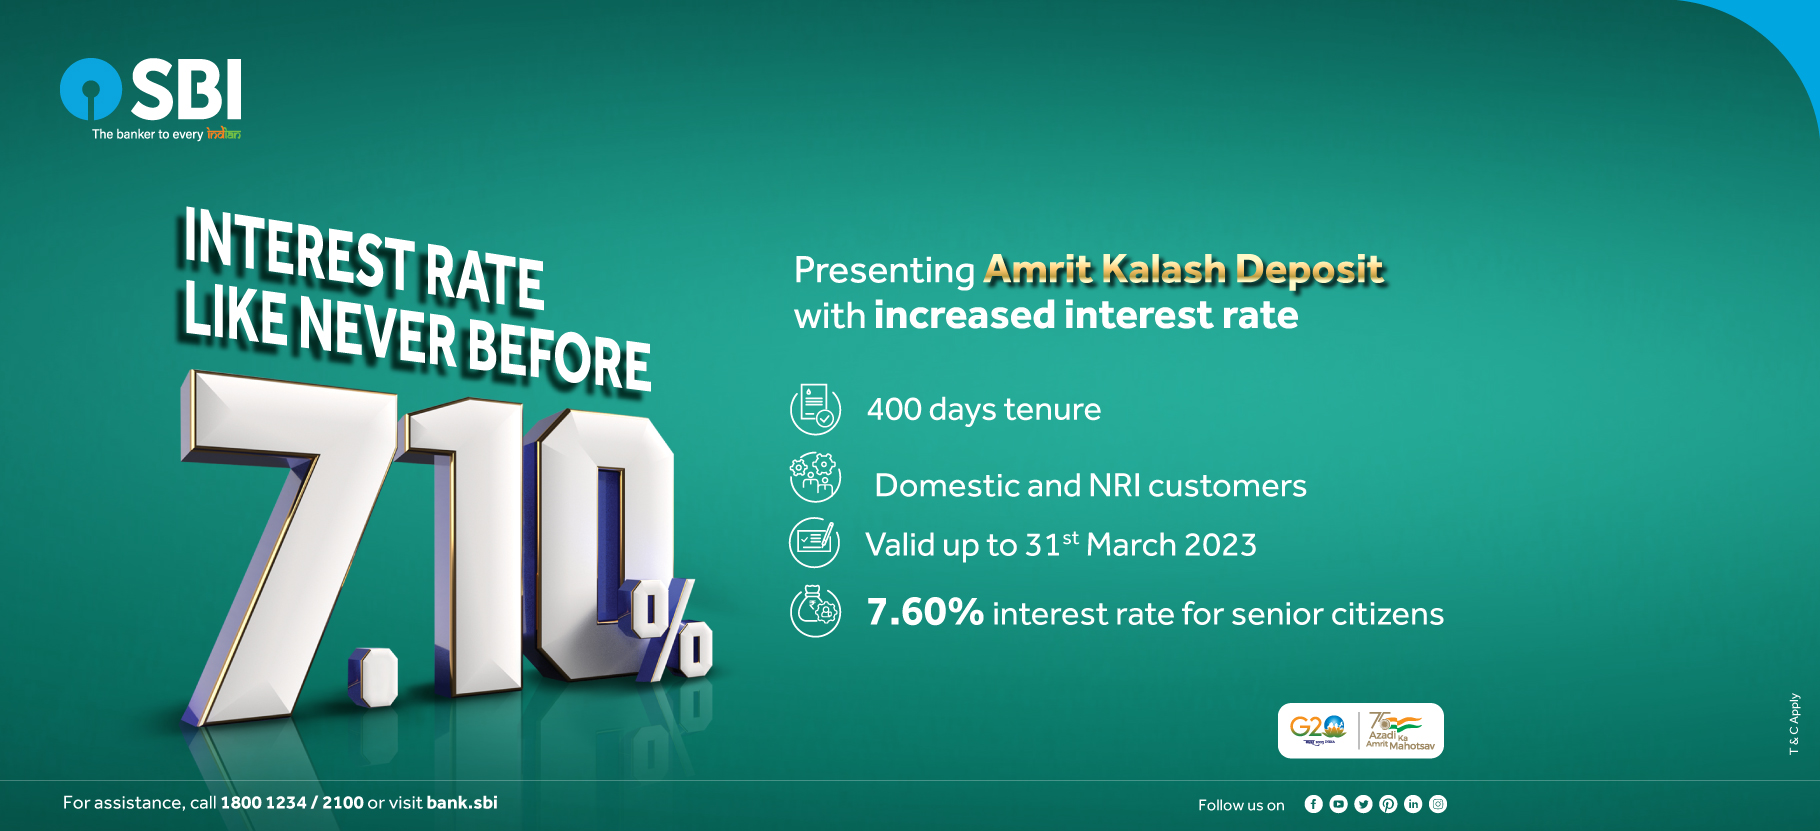 SBI
The banker to every indian
INTEREST RATE
LIKE NEVER BEFORE
7.10%
Presenting Amrit Kalash Deposit
with increased interest rate
400 days tenure
Domestic and NRI customers
Valid up to 31st March 2023
7.60% interest rate for senior citizens
G20
75
Azadi Ka
Amrit Mahotsav
T & C Apply
For assistance, call 1800 1234 / 2100 or visit bank.sbi
Follow us on